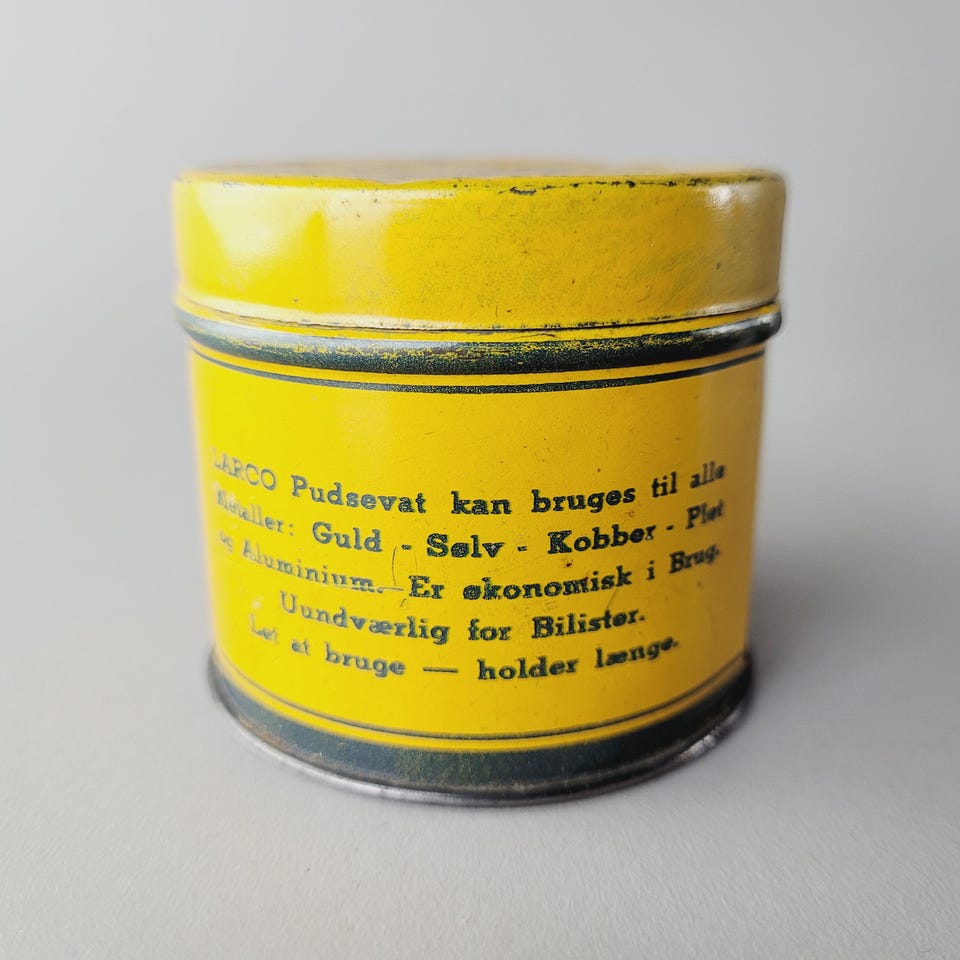 LARCO Pudsevat kan bruges til alle
Metaller: Guld - Sølv - Kobber - Plet
og Aluminium. Er økonomisk i Brug.
Uundværlig for Bilister.
Let at bruge — holder længe.